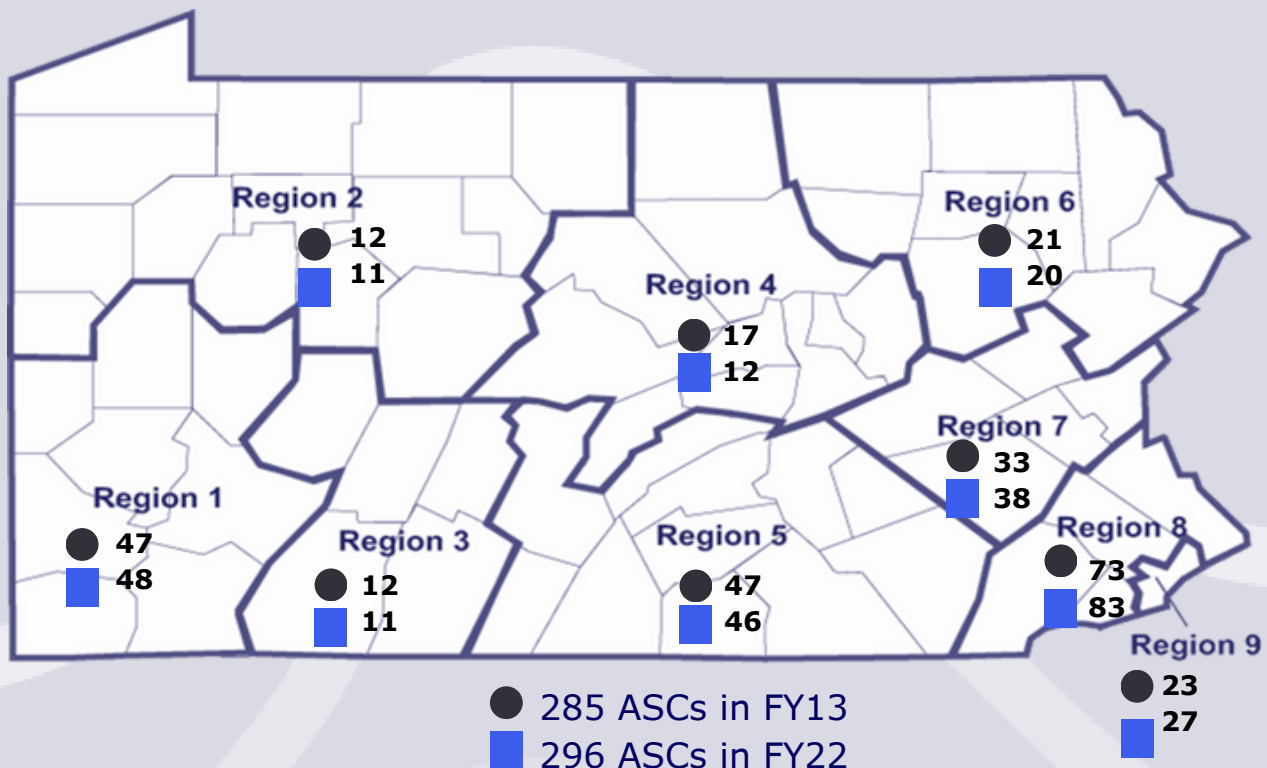 Region 2
12
11
Region 6
21
20
Region 4
17
12
Region 7
33
38
Region 1
47
48
Region 3
12
11
Region 5
47
46
Region 8
73
83
Region 9
23
27
285 ASCs in FY13
296 ASCs in FY22